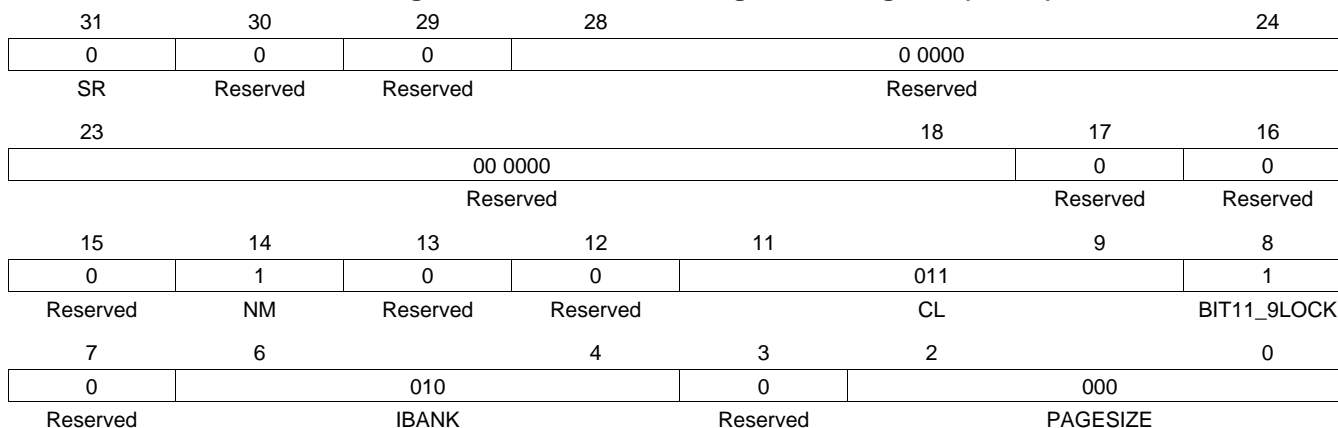 31 30 29 28 24
0 0 0 0 0000
SR Reserved Reserved Reserved
23 18 17 16
00 0000 0 0
Reserved Reserved Reserved
15 14 13 12 11 9 8
0 1 0 0 011 1
Reserved NM Reserved Reserved CL BIT11_9LOCK
7 6 4 3 2 0
0 010 0 000
Reserved IBANK Reserved PAGESIZE